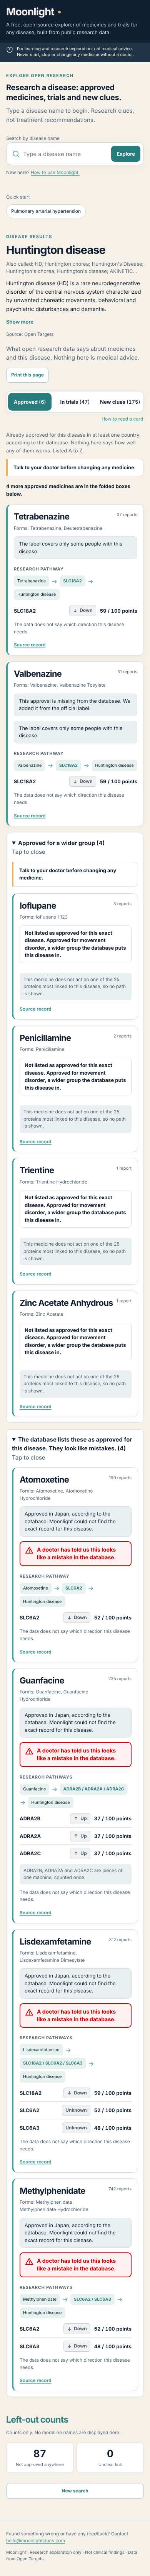 Moonlight
A free, open-source explorer of medicines and trials for any disease, built from public research data.
For learning and research exploration, not medical advice.
Never start, stop or change a medicine without a doctor.
EXPLORE OPEN RESEARCH
Research a disease: approved
medicines, trials and new clues.
Type a disease name to begin. Research clues,
not treatment recommendations.
Search by disease name
Type a disease name
Explore
New here? How to use Moonlight.
Quick start
Pulmonary arterial hypertension
DISEASE RESULTS
Huntington disease
Also called: HD, Huntington chorea; Huntington's Disease;
Huntington's chorea; Huntington's disease; AKINETIC...
Huntington disease (HD) is a rare neurodegenerative
disorder of the central nervous system characterized
by unwanted choreatic movements, behavioral and
psychiatric disturbances and dementia.
Show more
Source: Open Targets
What open research data says about medicines
and this disease. Nothing here is medical advice.
Print this page
Approved (8)
In trials (47)
New clues (175)
How to read a card
Already approved for this disease in at least one country,
according to the database. Nothing here says how well
any of it works. Listed A to Z.
Talk to your doctor before changing any medicine.
4 more approved medicines are in the folded boxes
below.
Tetrabenazine
27 reports
Forms: Tetrabenazine, Deutetrabenazine
The label covers only some people with this
disease.
RESEARCH PATHWAY
Tetrabenazine → SLC18A2 →
Huntington disease
SLC18A2
↓ Down
59 / 100 points
The data does not say which direction this disease
needs.
Source record
Valbenazine
31 reports
Forms: Valbenazine, Valbenazine Tosylate
This approval is missing from the database. We
added it from the official label.
The label covers only some people with this
disease.
RESEARCH PATHWAY
Valbenazine → SLC18A2 → Huntington disease
SLC18A2
↓ Down
59 / 100 points
The data does not say which direction this disease
needs.
Source record
▼ Approved for a wider group (4)
Tap to close
Talk to your doctor before changing any
medicine.
Ioflupane
3 reports
Forms: Ioflupane I 123
Not listed as approved for this exact
disease. Approved for movement
disorder, a wider group the database puts
this disease in.
This medicine does not act on one of the 25
proteins most linked to this disease, so no path
is shown.
Source record
Penicillamine
2 reports
Forms: Penicillamine
Not listed as approved for this exact
disease. Approved for movement
disorder, a wider group the database puts
this disease in.
This medicine does not act on one of the 25
proteins most linked to this disease, so no path
is shown.
Source record
Trientine
1 report
Forms: Trientine Hydrochloride
Not listed as approved for this exact
disease. Approved for movement
disorder, a wider group the database puts
this disease in.
This medicine does not act on one of the 25
proteins most linked to this disease, so no path
is shown.
Source record
Zinc Acetate Anhydrous
1 report
Forms: Zinc Acetate
Not listed as approved for this exact
disease. Approved for movement
disorder, a wider group the database puts
this disease in.
This medicine does not act on one of the 25
proteins most linked to this disease, so no path
is shown.
Source record
▼ The database lists these as approved for
this disease. They look like mistakes. (4)
Tap to close
Atomoxetine
190 reports
Forms: Atomoxetine, Atomoxetine
Hydrochloride
Approved in Japan, according to the
database. Moonlight could not find the
exact record for this disease.
A doctor has told us this looks
like a mistake in the database.
RESEARCH PATHWAY
Atomoxetine → SLC6A2 →
Huntington disease
SLC6A2
↓ Down
52 / 100 points
The data does not say which direction this disease
needs.
Source record
Guanfacine
225 reports
Forms: Guanfacine, Guanfacine
Hydrochloride
Approved in Japan, according to the
database. Moonlight could not find the
exact record for this disease.
A doctor has told us this looks
like a mistake in the database.
RESEARCH PATHWAYS
Guanfacine → ADRA2B / ADRA2A / ADRA2C
→ Huntington disease
ADRA2B
↑ Up
37 / 100 points
ADRA2A
↑ Up
37 / 100 points
ADRA2C
↑ Up
37 / 100 points
ADRA2B, ADRA2A and ADRA2C are pieces of
one machine, counted once.
The data does not say which direction this disease
needs.
Source record
Lisdexamfetamine
312 reports
Forms: Lisdexamfetamine,
Lisdexamfetamine Dimesylate
Approved in Japan, according to the
database. Moonlight could not find the
exact record for this disease.
A doctor has told us this looks
like a mistake in the database.
RESEARCH PATHWAYS
Lisdexamfetamine →
SLC18A2 / SLC6A2 / SLC6A3 →
Huntington disease
SLC18A2
↓ Down
59 / 100 points
SLC6A2
Unknown
52 / 100 points
SLC6A3
Unknown
48 / 100 points
The data does not say which direction this disease
needs.
Source record
Methylphenidate
742 reports
Forms: Methylphenidate,
Methylphenidate Hydrochloride
Approved in Japan, according to the
database. Moonlight could not find the
exact record for this disease.
A doctor has told us this looks
like a mistake in the database.
RESEARCH PATHWAYS
Methylphenidate → SLC6A2 / SLC6A3 →
Huntington disease
SLC6A2
↓ Down
52 / 100 points
SLC6A3
↓ Down
48 / 100 points
The data does not say which direction this disease
needs.
Source record
Left-out counts
Counts only. No medicine names are displayed here.
87
Not approved anywhere
0
Unclear link
New search
Found something wrong or have any feedback? Contact
hello@moonlightclues.com
Moonlight · Research exploration only · Not clinical findings · Data
from Open Targets